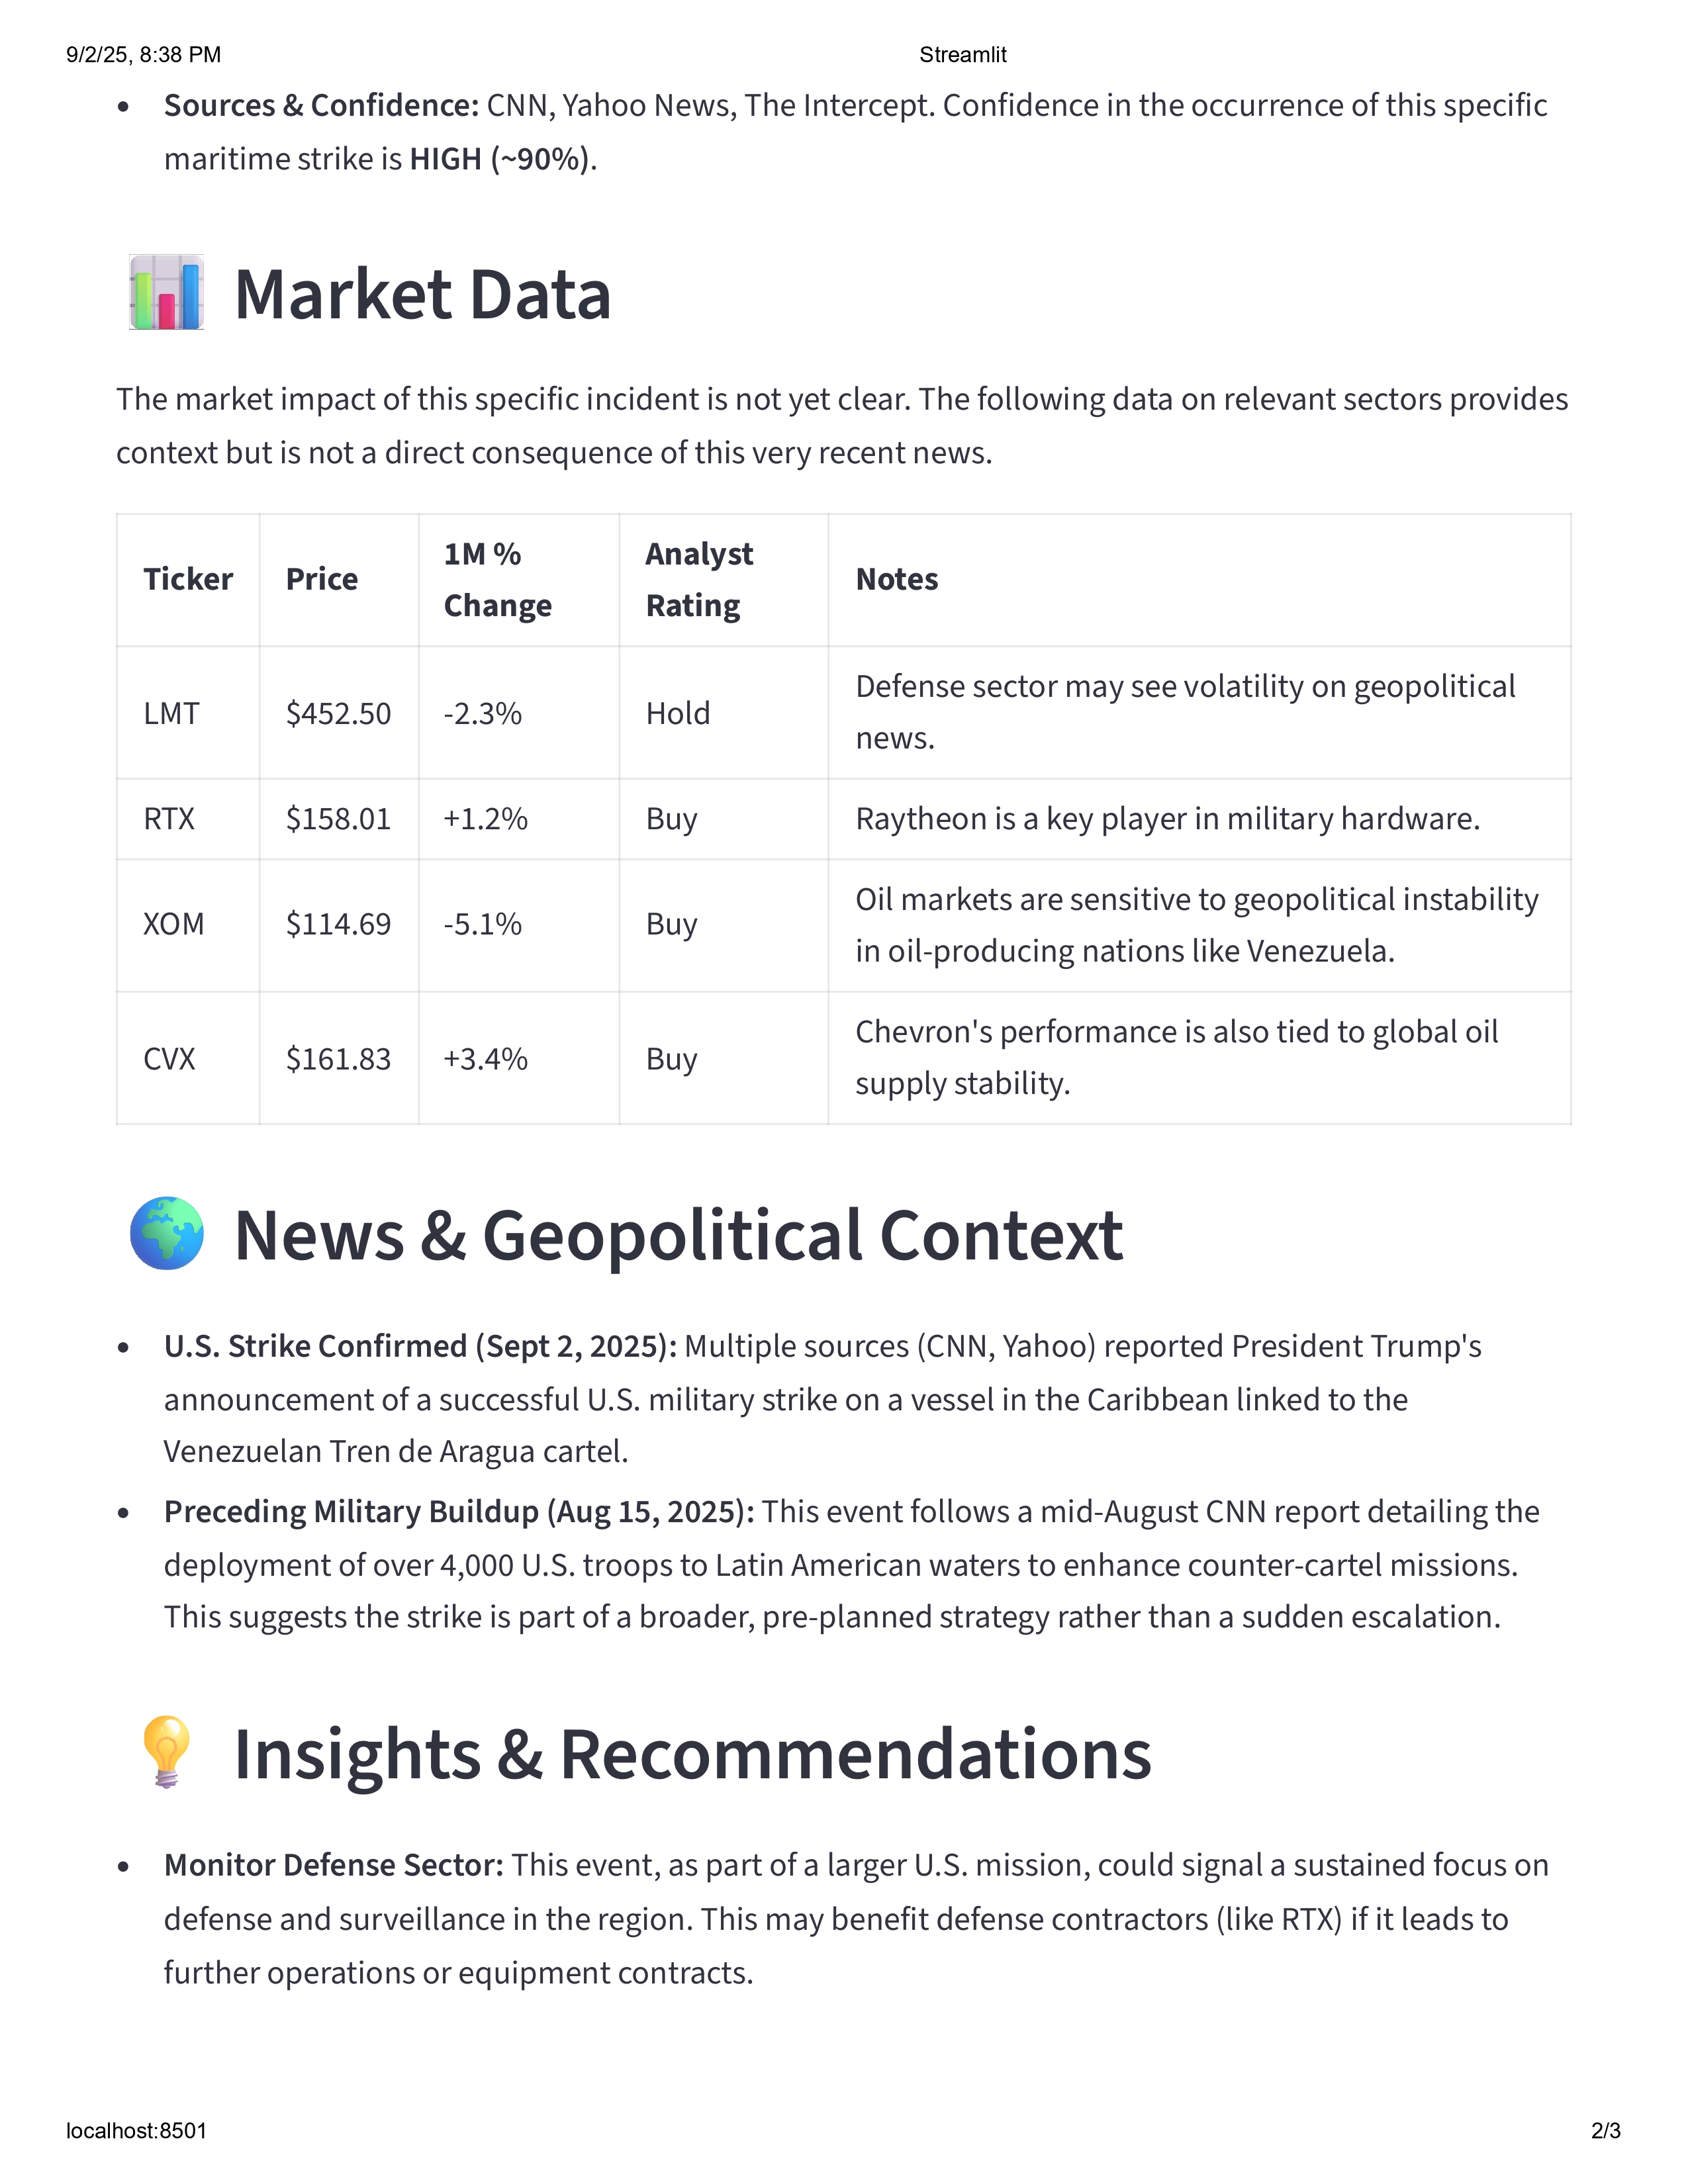 9/2/25, 8:38 PM Streamlit
• Sources & Confidence: CNN, Yahoo News, The Intercept. Confidence in the occurrence of this specific
maritime strike is HIGH (~90%).
Market Data
The market impact of this specific incident is not yet clear. The following data on relevant sectors provides
context but is not a direct consequence of this very recent news.
Ticker Price 1M % Change Analyst Rating Notes
LMT $452.50 -2.3% Hold Defense sector may see volatility on geopolitical
news.
RTX $158.01 +1.2% Buy Raytheon is a key player in military hardware.
XOM $114.69 -5.1% Buy Oil markets are sensitive to geopolitical instability
in oil-producing nations like Venezuela.
CVX $161.83 +3.4% Buy Chevron's performance is also tied to global oil
supply stability.
News & Geopolitical Context
• U.S. Strike Confirmed (Sept 2, 2025): Multiple sources (CNN, Yahoo) reported President Trump's
announcement of a successful U.S. military strike on a vessel in the Caribbean linked to the
Venezuelan Tren de Aragua cartel.
• Preceding Military Buildup (Aug 15, 2025): This event follows a mid-August CNN report detailing the
deployment of over 4,000 U.S. troops to Latin American waters to enhance counter-cartel missions.
This suggests the strike is part of a broader, pre-planned strategy rather than a sudden escalation.
Insights & Recommendations
• Monitor Defense Sector: This event, as part of a larger U.S. mission, could signal a sustained focus on
defense and surveillance in the region. This may benefit defense contractors (like RTX) if it leads to
further operations or equipment contracts.
localhost:8501 2/3